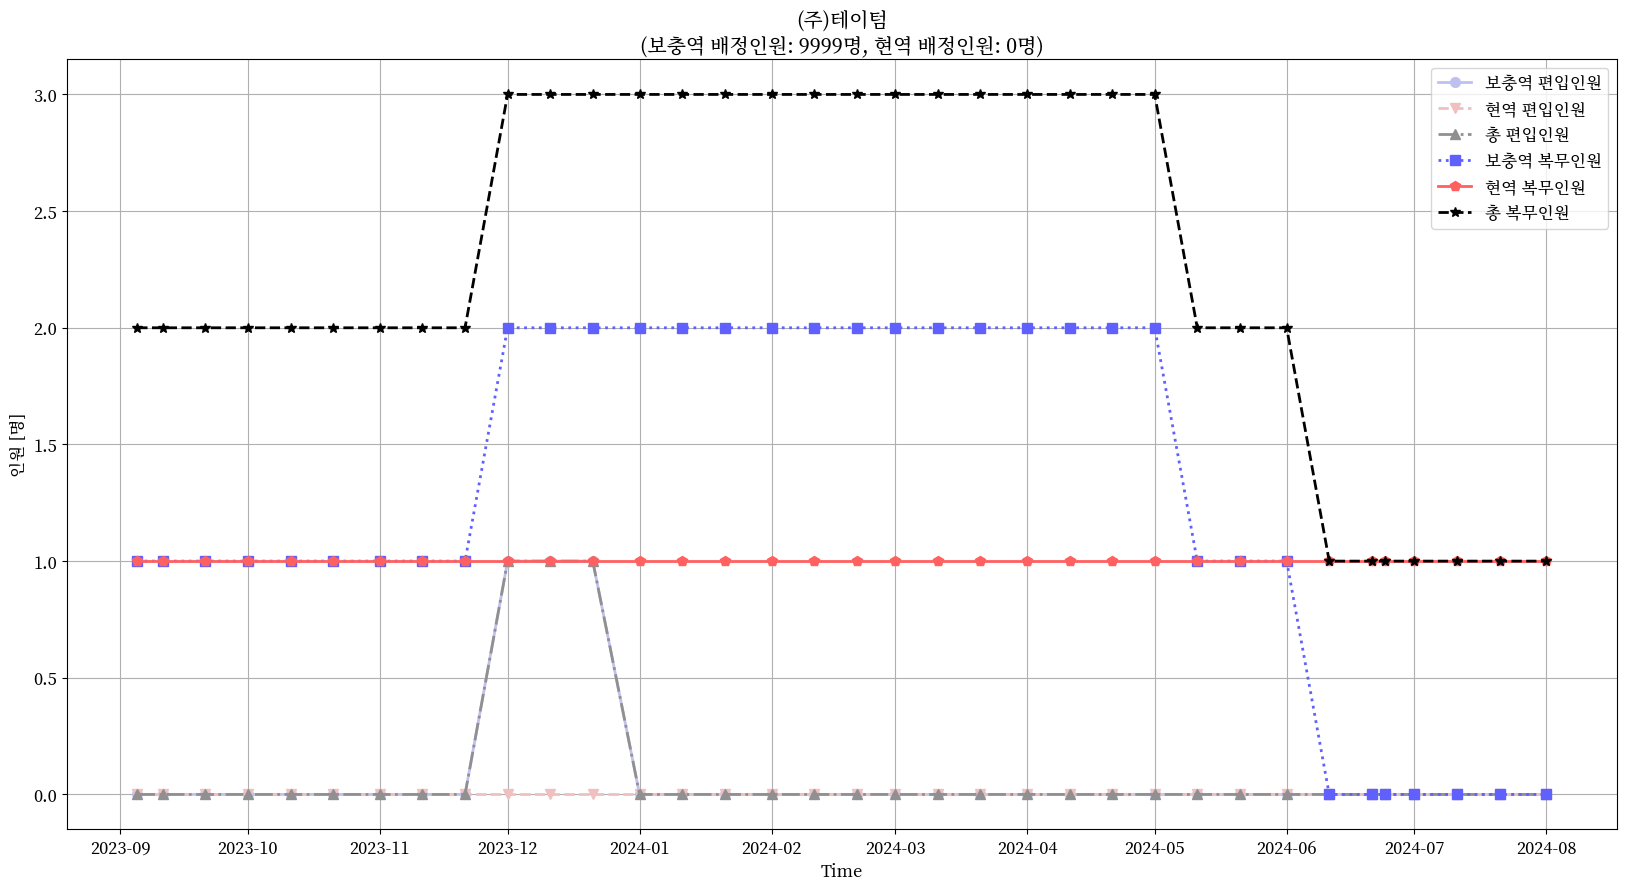 (주)테이텀
(보충역 배정인원: 9999명, 현역 배정인원: 0명)
보충역 편입인원
현역 편입인원
총 편입인원
보충역 복무인원
현역 복무인원
총 복무인원
인원 [명]
3.0
2.5
2.0
1.5
1.0
0.5
0.0
2023-09 2023-10 2023-11 2023-12 2024-01 2024-02 2024-03 2024-04 2024-05 2024-06 2024-07 2024-08
Time